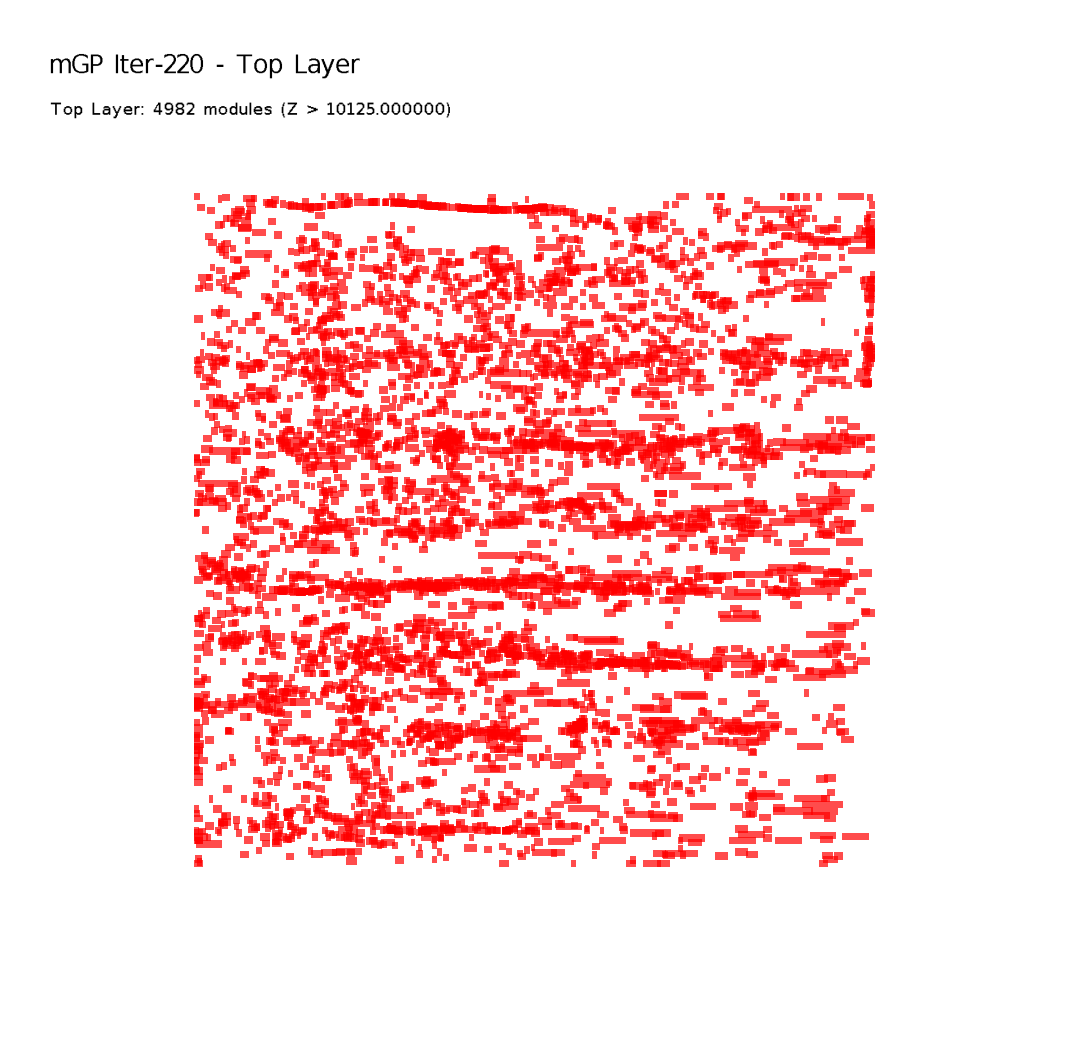 mGP Iter-220 - Top Layer
Top Layer: 4982 modules (Z > 10125.000000)